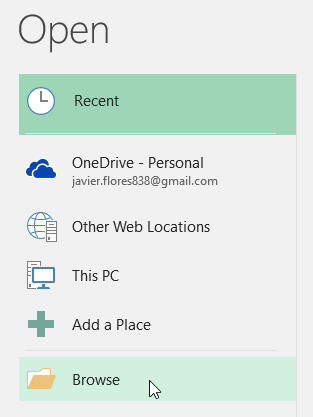 Open
Recent
OneDrive - Personal
javier.flores838@gmail.com
Other Web Locations
This PC
Add a Place
Browse